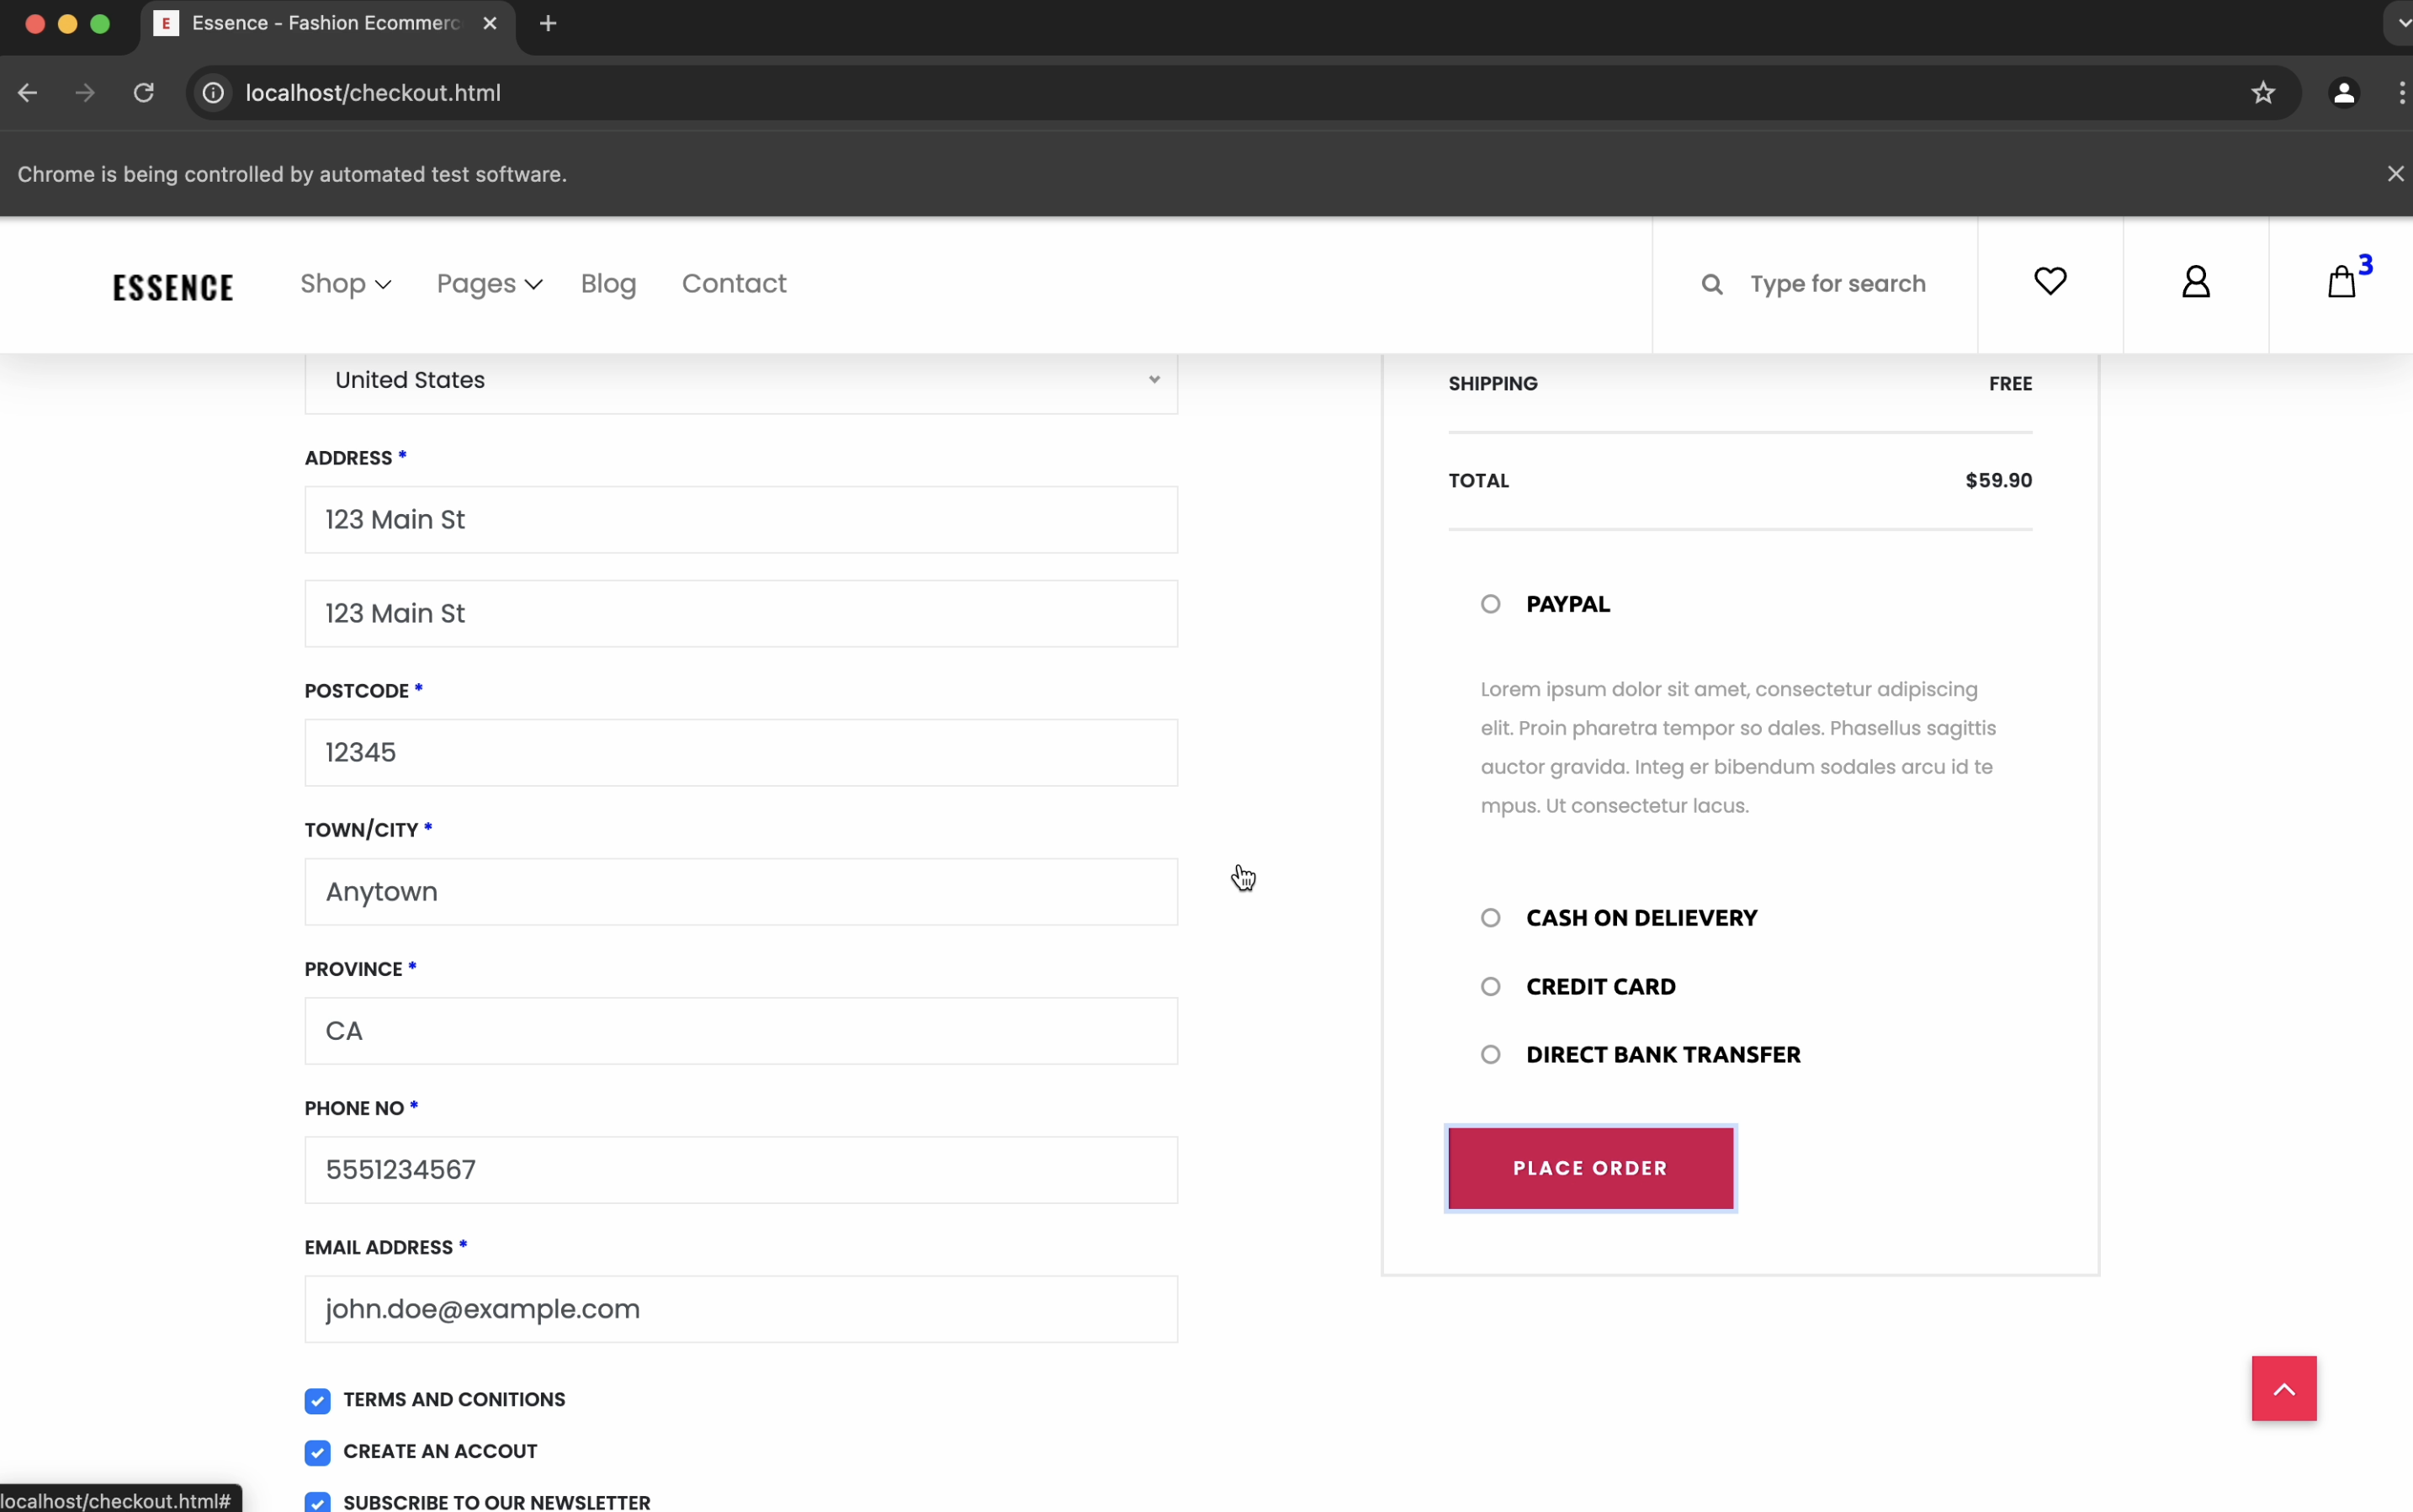 E Essence - Fashion Ecommerc
localhost/checkout.html
Chrome is being controlled by automated test software.
ESSENCE Shop Pages Blog Contact Type for search 3
United States
ADDRESS *
123 Main St
123 Main St
POSTCODE *
12345
TOWN/CITY *
Anytown
PROVINCE *
CA
PHONE NO *
5551234567
EMAIL ADDRESS *
john.doe@example.com
TERMS AND CONITIONS
CREATE AN ACCOUT
SUBSCRIBE TO OUR NEWSLETTER
SHIPPING FREE
TOTAL $59.90
PAYPAL
Lorem ipsum dolor sit amet, consectetur adipiscing
elit. Proin pharetra tempor so dales. Phasellus sagittis
auctor gravida. Integ er bibendum sodales arcu id te
mpus. Ut consectetur lacus.
CASH ON DELIEVERY
CREDIT CARD
DIRECT BANK TRANSFER
PLACE ORDER
localhost/checkout.html#